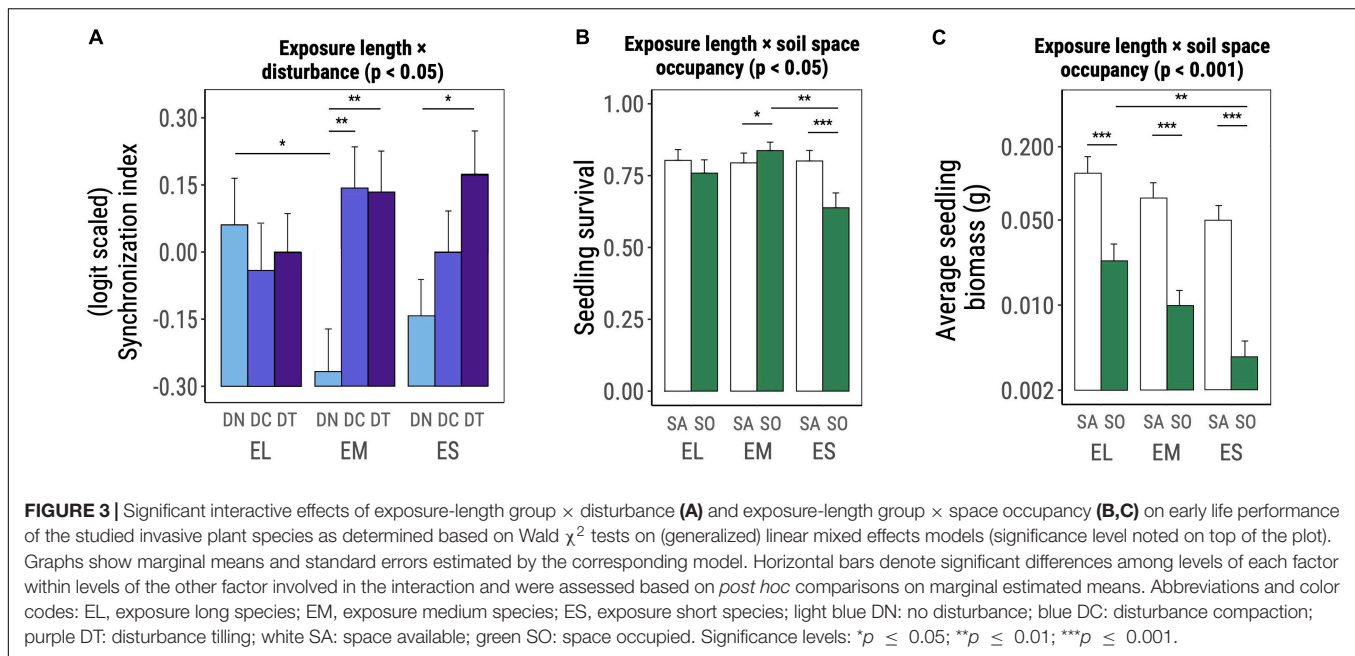 A
Exposure length ×
disturbance (p < 0.05)
(logit scaled)
Synchronization index
0.30
0.15
0.00
-0.15
-0.30
*
**
**
*
DN DC DT DN DC DT DN DC DT
EL EM ES
B
Exposure length × soil space
occupancy (p < 0.05)
Seedling survival
1.00
0.75
0.50
0.25
0.00
*
**
***
SA SO SA SO SA SO
EL EM ES
C
Exposure length × soil space
occupancy (p < 0.001)
Average seedling
biomass (g)
0.200
0.050
0.010
0.002
***
***
**
***
SA SO SA SO SA SO
EL EM ES
FIGURE 3 | Significant interactive effects of exposure-length group × disturbance (A) and exposure-length group × space occupancy (B,C) on early life performance
of the studied invasive plant species as determined based on Wald χ² tests on (generalized) linear mixed effects models (significance level noted on top of the plot).
Graphs show marginal means and standard errors estimated by the corresponding model. Horizontal bars denote significant differences among levels of each factor
within levels of the other factor involved in the interaction and were assessed based on post hoc comparisons on marginal estimated means. Abbreviations and color
codes: EL, exposure long species; EM, exposure medium species; ES, exposure short species; light blue DN: no disturbance; blue DC: disturbance compaction;
purple DT: disturbance tilling; white SA: space available; green SO: space occupied. Significance levels: *p ≤ 0.05; **p ≤ 0.01; ***p ≤ 0.001.